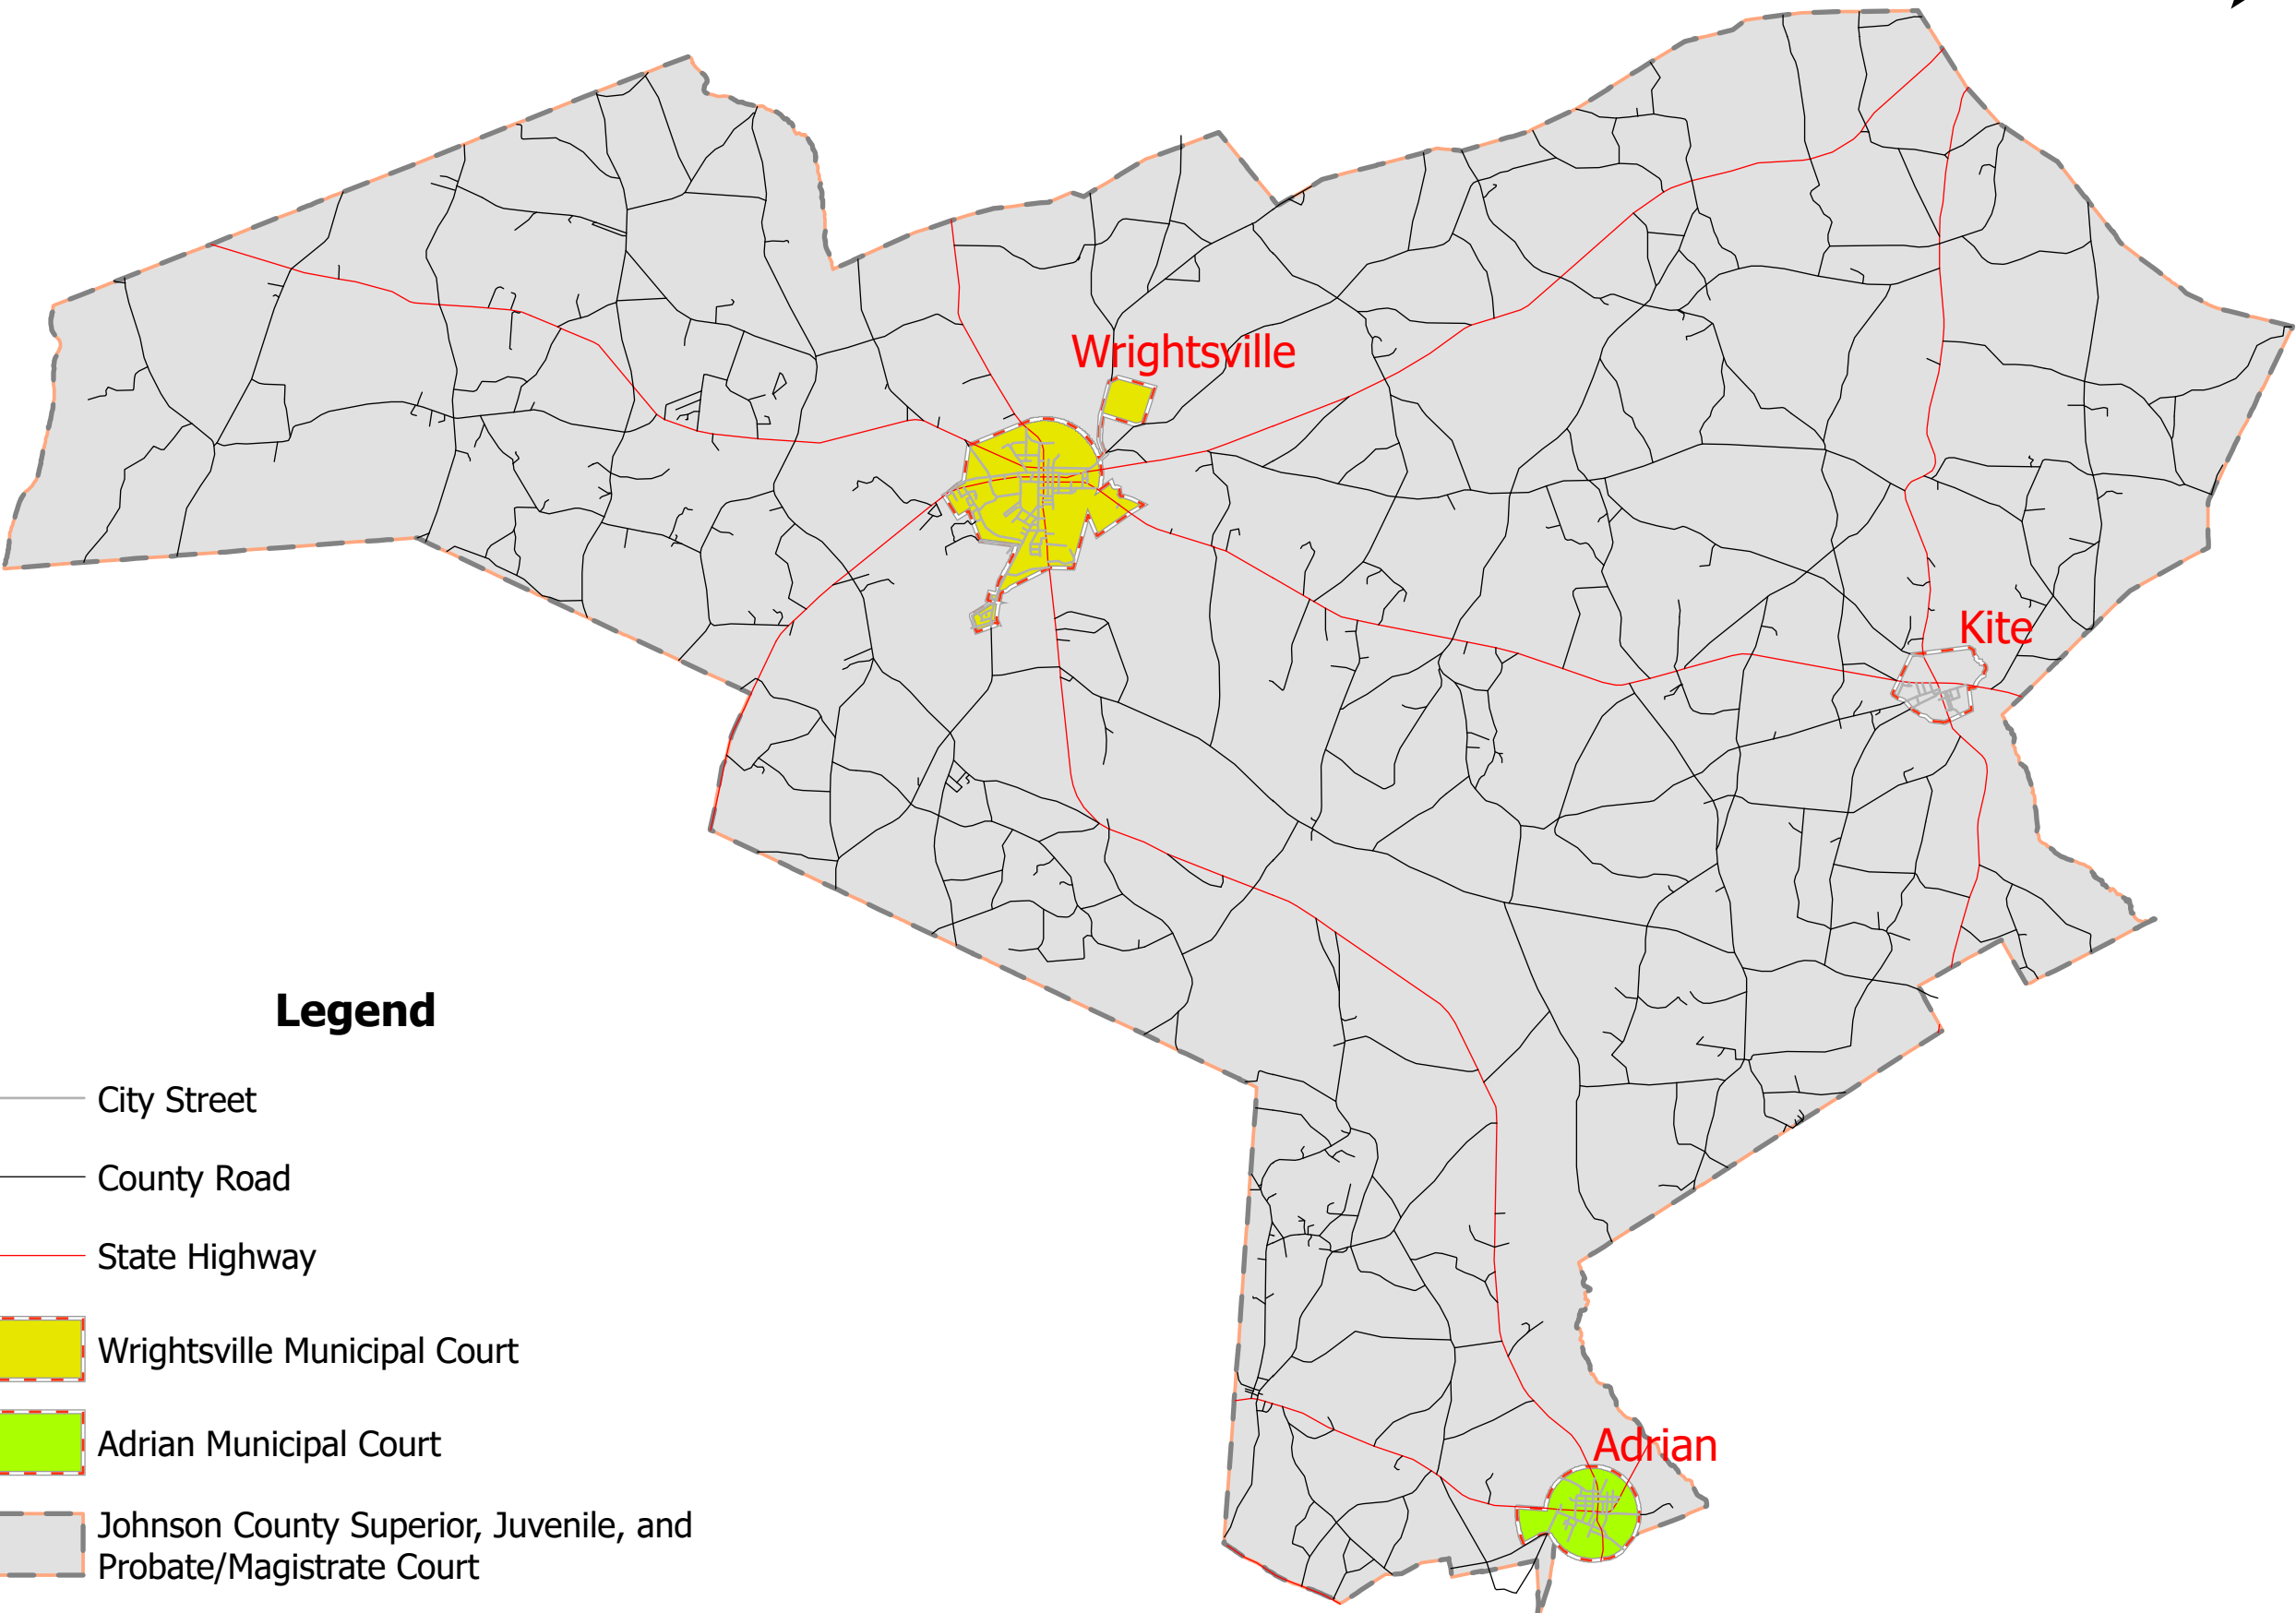 Wrightsville
Kite
Legend
City Street
County Road
State Highway
Wrightsville Municipal Court
Adrian Municipal Court
Adrian
Johnson County Superior, Juvenile, and
Probate/Magistrate Court